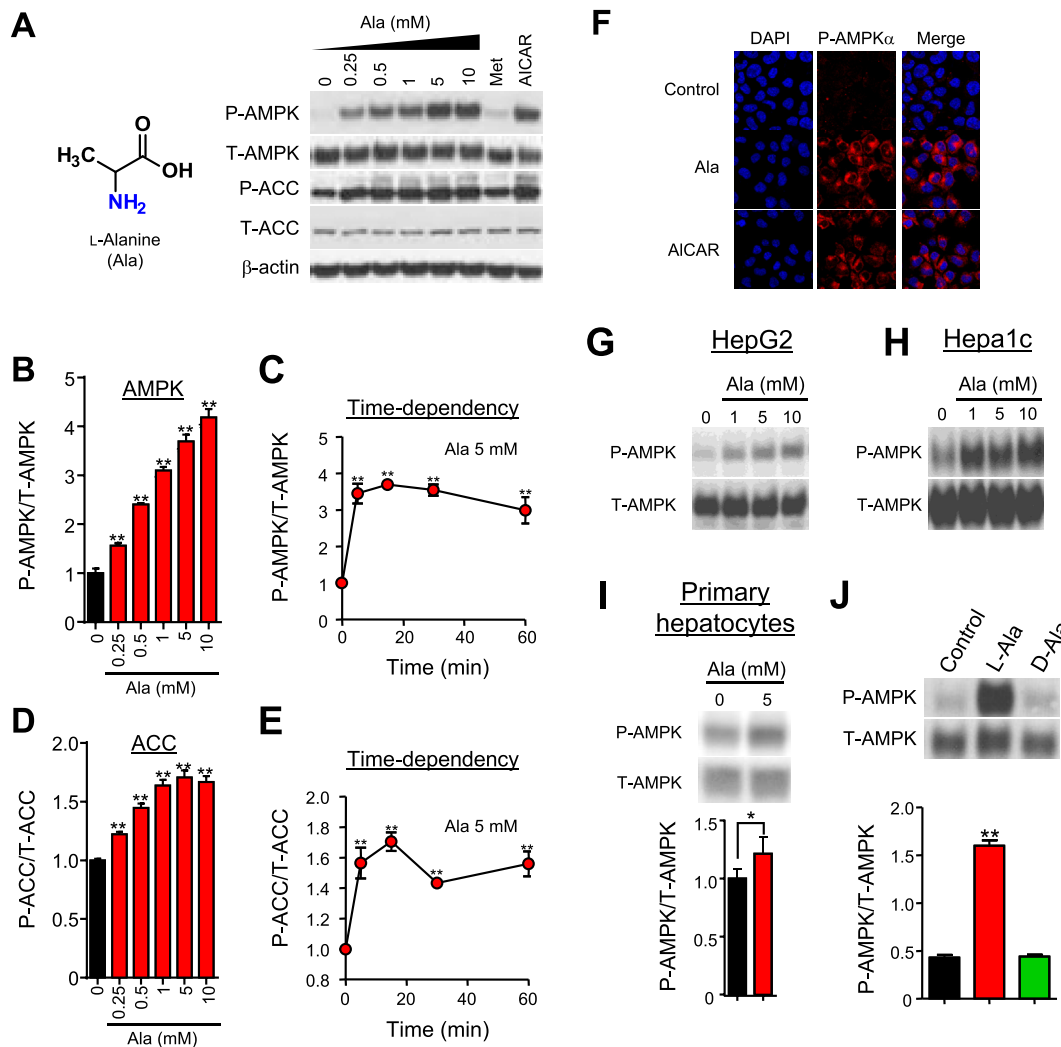 A
Ala (mM)
0 0.25 0.5 1 5 10 Met AICAR
P-AMPK
T-AMPK
P-ACC
T-ACC
β-actin
H₃C O OH
NH₂
L-Alanine
(Ala)
F
DAPI P-AMPKα Merge
Control
Ala
AICAR
B
AMPK
P-AMPK/T-AMPK
5
4
3
2
1
0
** ** ** ** **
0 0.25 0.5 1 5 10
Ala (mM)
C
Time-dependency
Ala 5 mM
P-AMPK/T-AMPK
5
4
3
2
1
0
** ** ** **
0 20 40 60
Time (min)
D
ACC
P-ACC/T-ACC
2.0
1.5
1.0
0.5
0
** ** ** ** **
0 0.25 0.5 1 5 10
Ala (mM)
E
Time-dependency
Ala 5 mM
P-ACC/T-ACC
2.0
1.8
1.6
1.4
1.2
1.0
0.8
** ** ** **
0 20 40 60
Time (min)
G
HepG2
Ala (mM)
0 1 5 10
P-AMPK
T-AMPK
H
Hepa1c
Ala (mM)
0 1 5 10
P-AMPK
T-AMPK
I
Primary
hepatocytes
Ala (mM)
0 5
P-AMPK
T-AMPK
P-AMPK/T-AMPK
1.5
1.0
0.5
0
*
J
Control L-Ala D-Ala
P-AMPK
T-AMPK
P-AMPK/T-AMPK
2.0
1.5
1.0
0.5
0
**